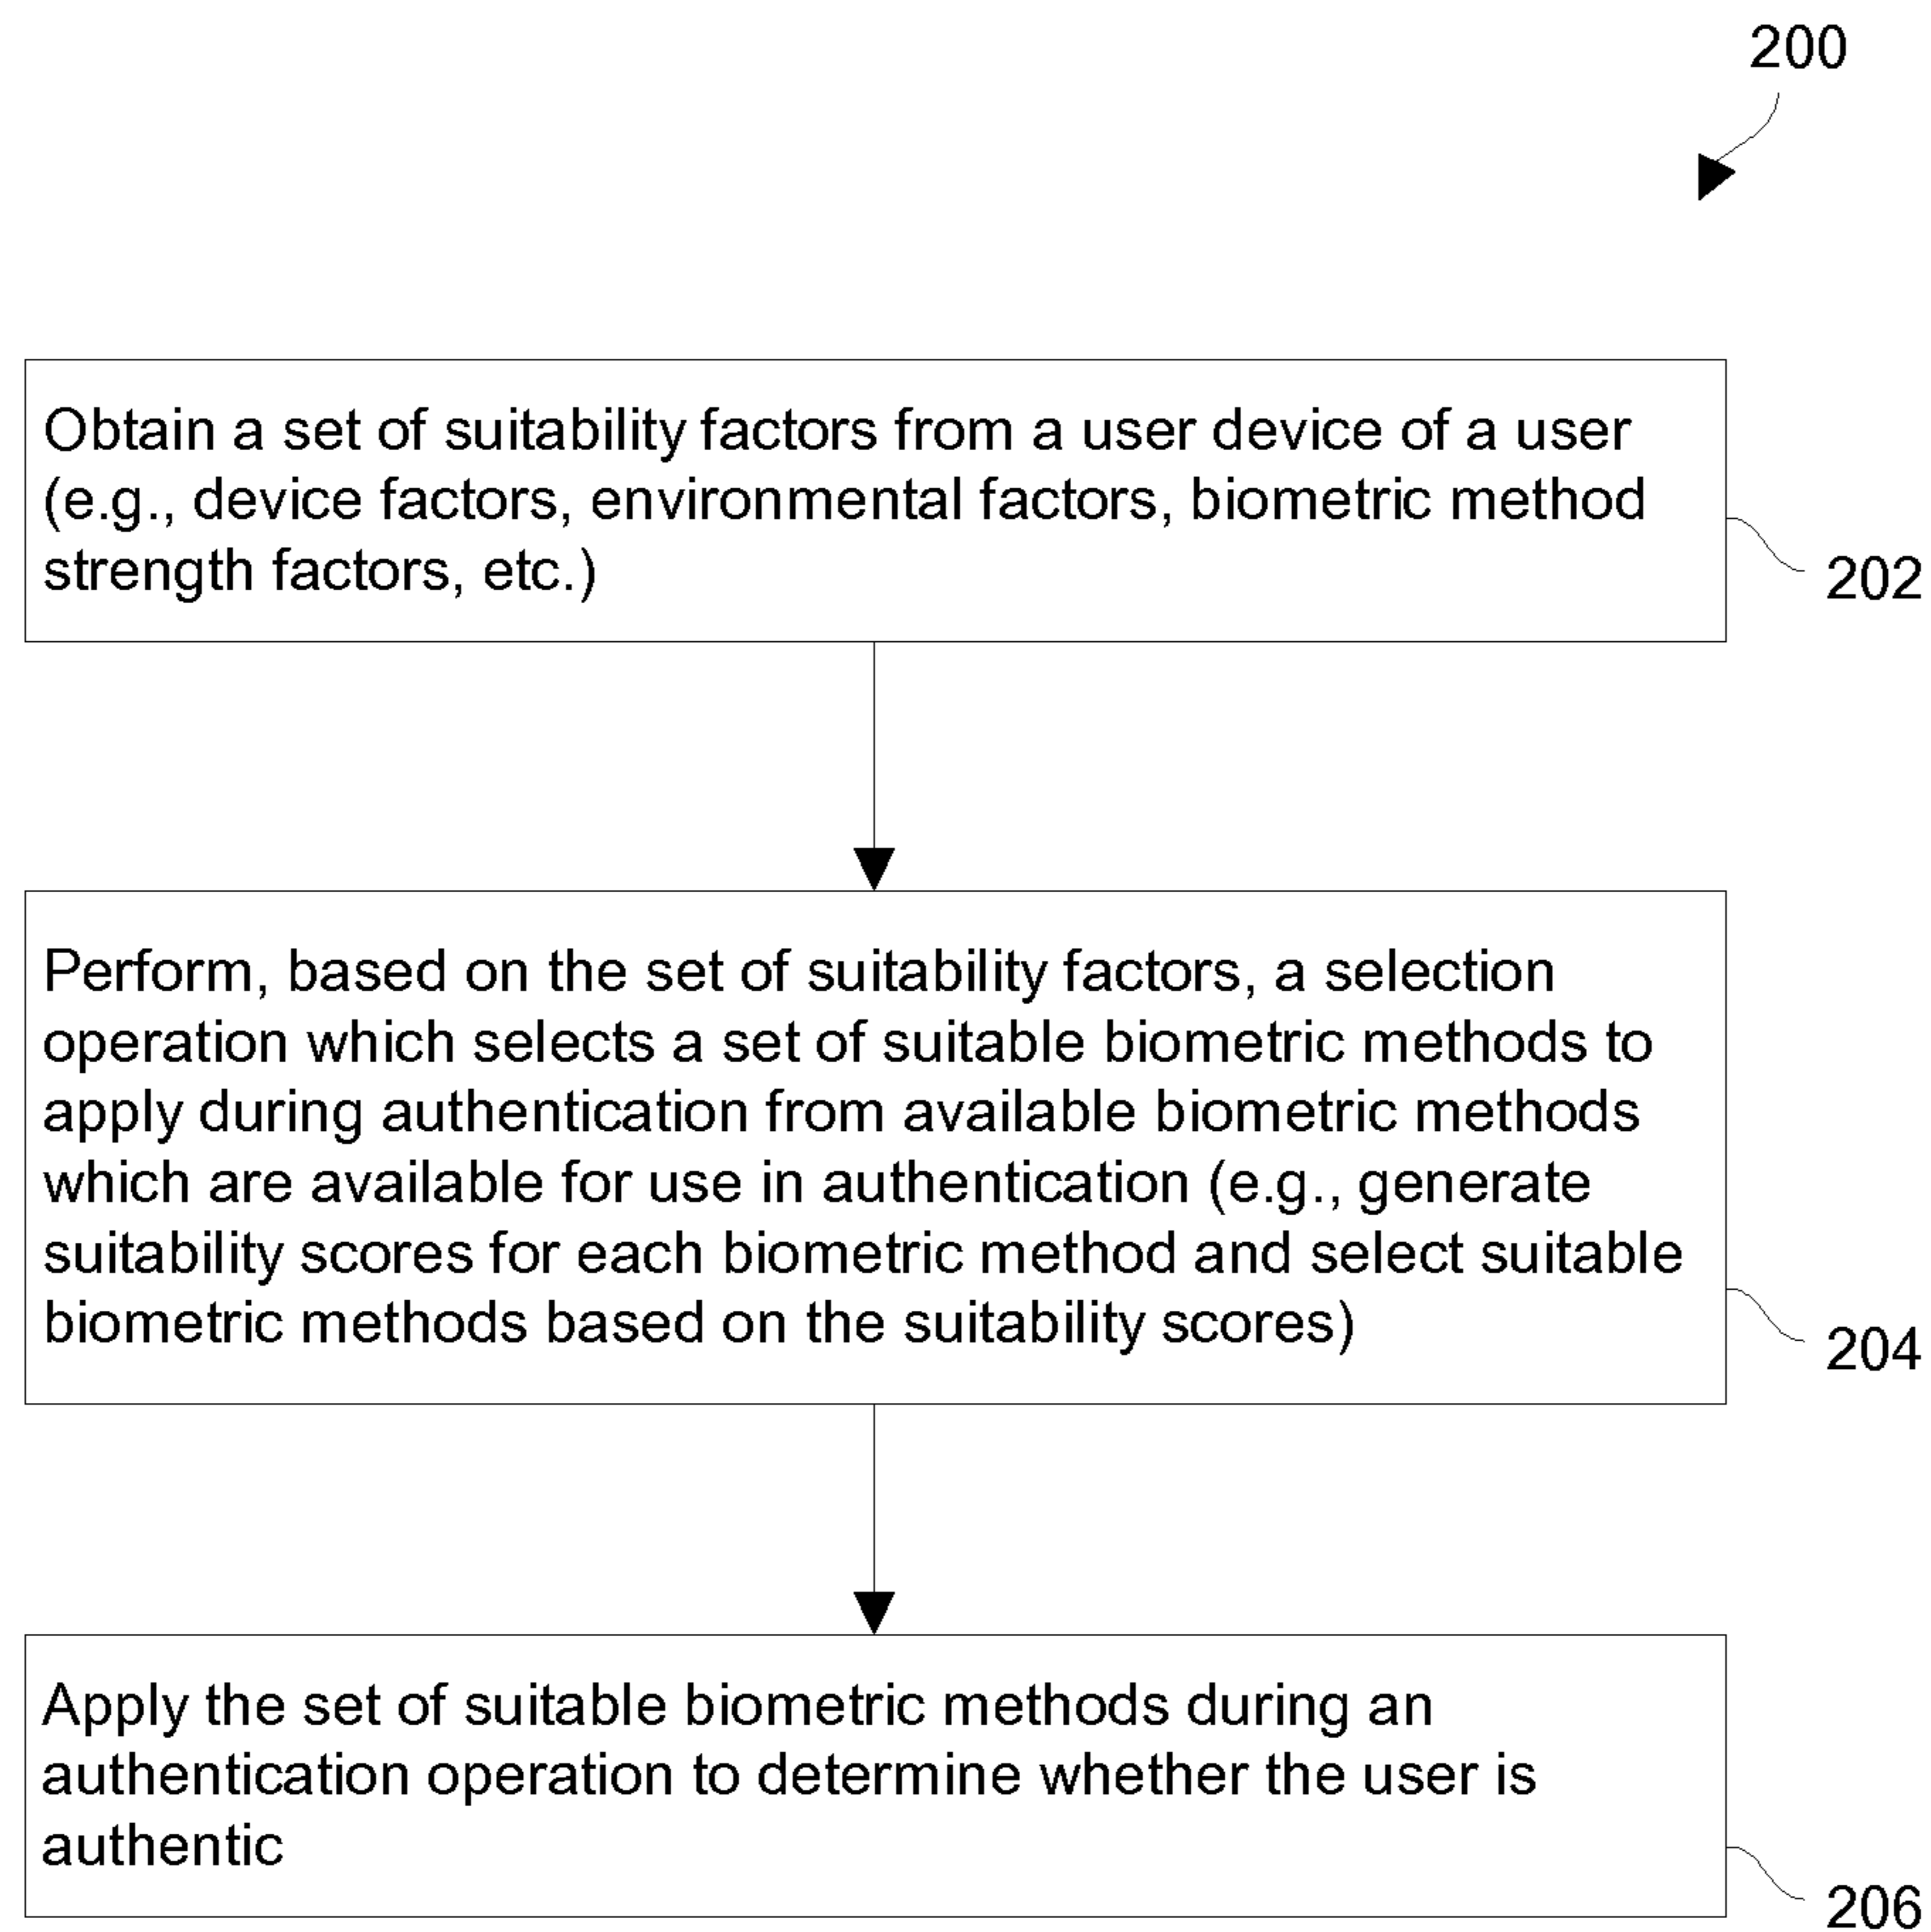 200
Obtain a set of suitability factors from a user device of a user
(e.g., device factors, environmental factors, biometric method
strength factors, etc.)
202
Perform, based on the set of suitability factors, a selection
operation which selects a set of suitable biometric methods to
apply during authentication from available biometric methods
which are available for use in authentication (e.g., generate
suitability scores for each biometric method and select suitable
biometric methods based on the suitability scores)
204
Apply the set of suitable biometric methods during an
authentication operation to determine whether the user is
authentic
206